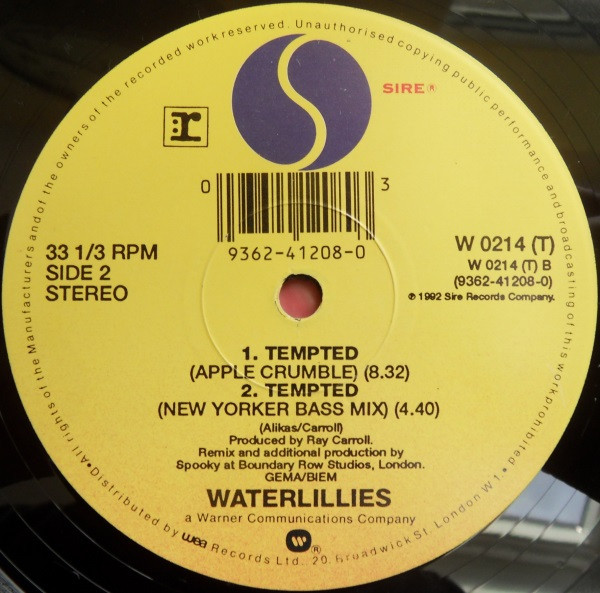 All rights of the Manufacturers and of the owners of the recorded work reserved. Unauthorised copying public performance and broadcasting of this work prohibited.
SIRE®
r
0 3
9362-41208-0
33 1/3 RPM
SIDE 2
STEREO
W 0214 (T)
W 0214 (T) B
(9362-41208-0)
℗ 1992 Sire Records Company.
1. TEMPTED
(APPLE CRUMBLE) (8.32)
2. TEMPTED
(NEW YORKER BASS MIX) (4.40)
(Alikas/Carroll)
Produced by Ray Carroll.
Remix and additional production by
Spooky at Boundary Row Studios, London.
GEMA/BIEM
WATERLILLIES
a Warner Communications Company
W®
•Distributed by wea Records Ltd., 20, Broadwick St. London W1•